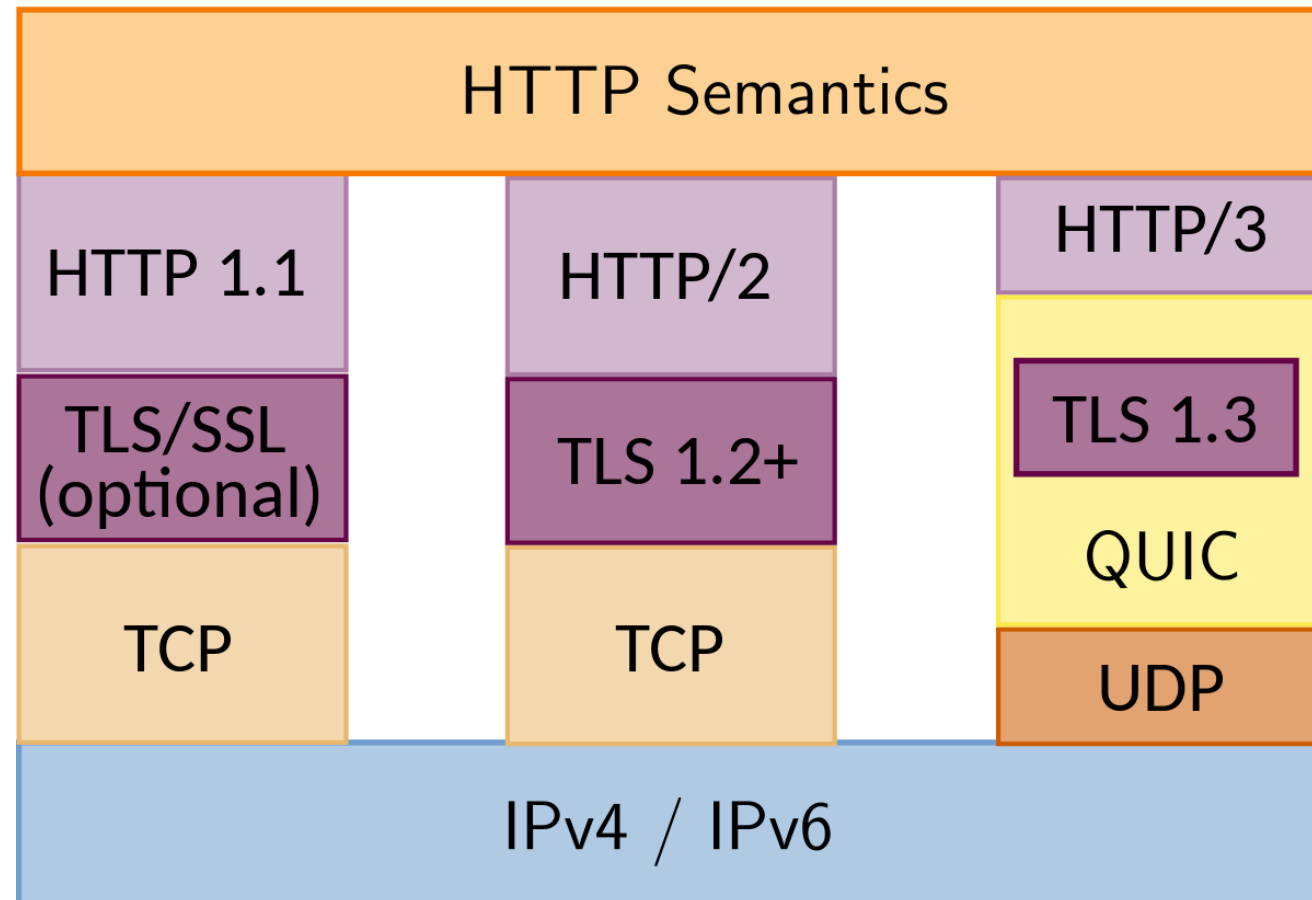 HTTP Semantics
HTTP 1.1
TLS/SSL
(optional)
TCP
HTTP/2
TLS 1.2+
TCP
HTTP/3
TLS 1.3
QUIC
UDP
IPv4 / IPv6